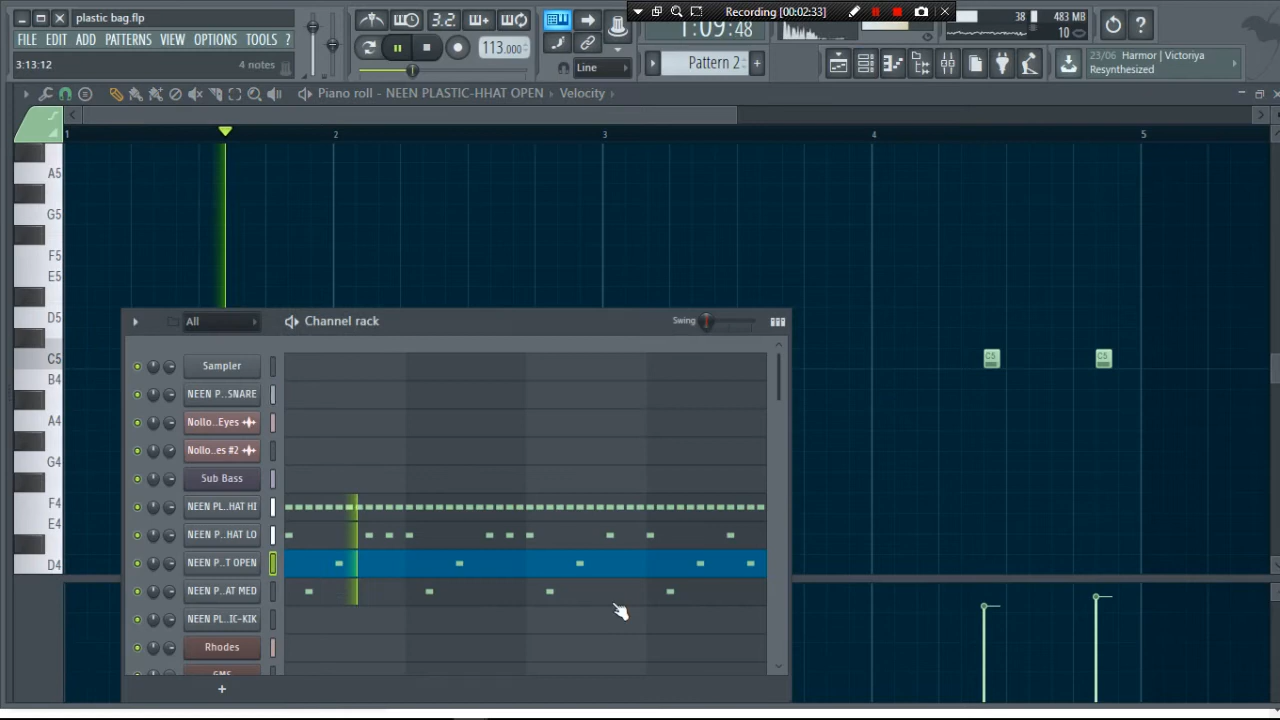 plastic bag.flp
FILE EDIT ADD PATTERNS VIEW OPTIONS TOOLS ?
3:13:12
4 notes
3.2.
113.000
Line
Recording [00:02:33]
1:09:48
Pattern 2
38
483 MB
10
23/06 Harmor | Victoriya
Resynthesized
Piano roll - NEEN PLASTIC-HHAT OPEN Velocity
1 2 3 4 5
A5
G5
F5
E5
D5
C5
B4
A4
G4
F4
E4
D4
C5 C5
All
Channel rack
Swing
Sampler
NEEN P..SNARE
Nollo..Eyes
Nollo..es #2
Sub Bass
NEEN PL..HAT HI
NEEN P..HAT LO
NEEN P..T OPEN
NEEN P..AT MED
NEEN PL..IC-KIK
Rhodes
GMS
+